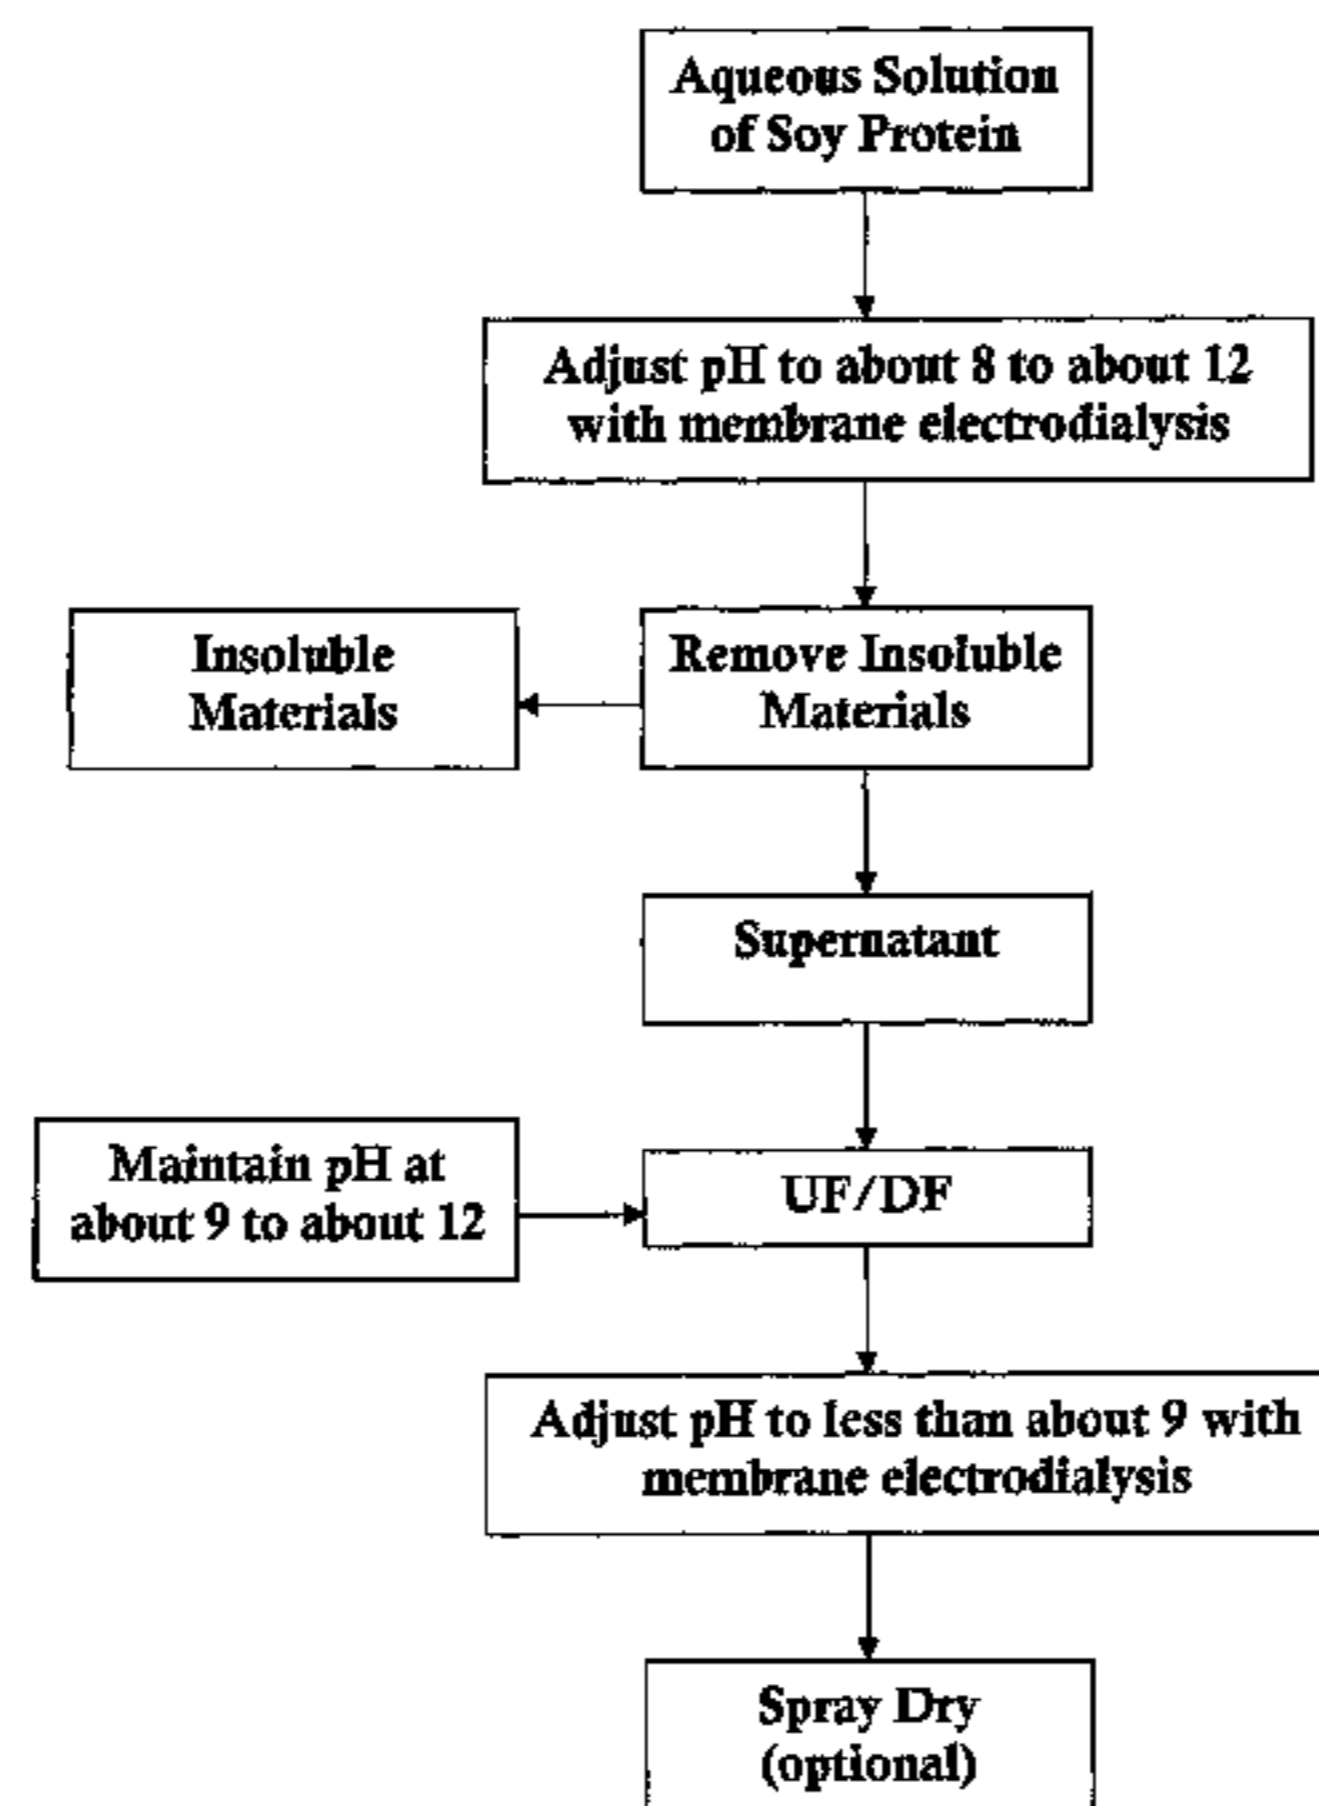 Aqueous Solution
of Soy Protein
Adjust pH to about 8 to about 12
with membrane electrodialysis
Insoluble
Materials
Remove Insoluble
Materials
Supernatant
Maintain pH at
about 9 to about 12
UF/DF
Adjust pH to less than about 9 with
membrane electrodialysis
Spray Dry
(optional)